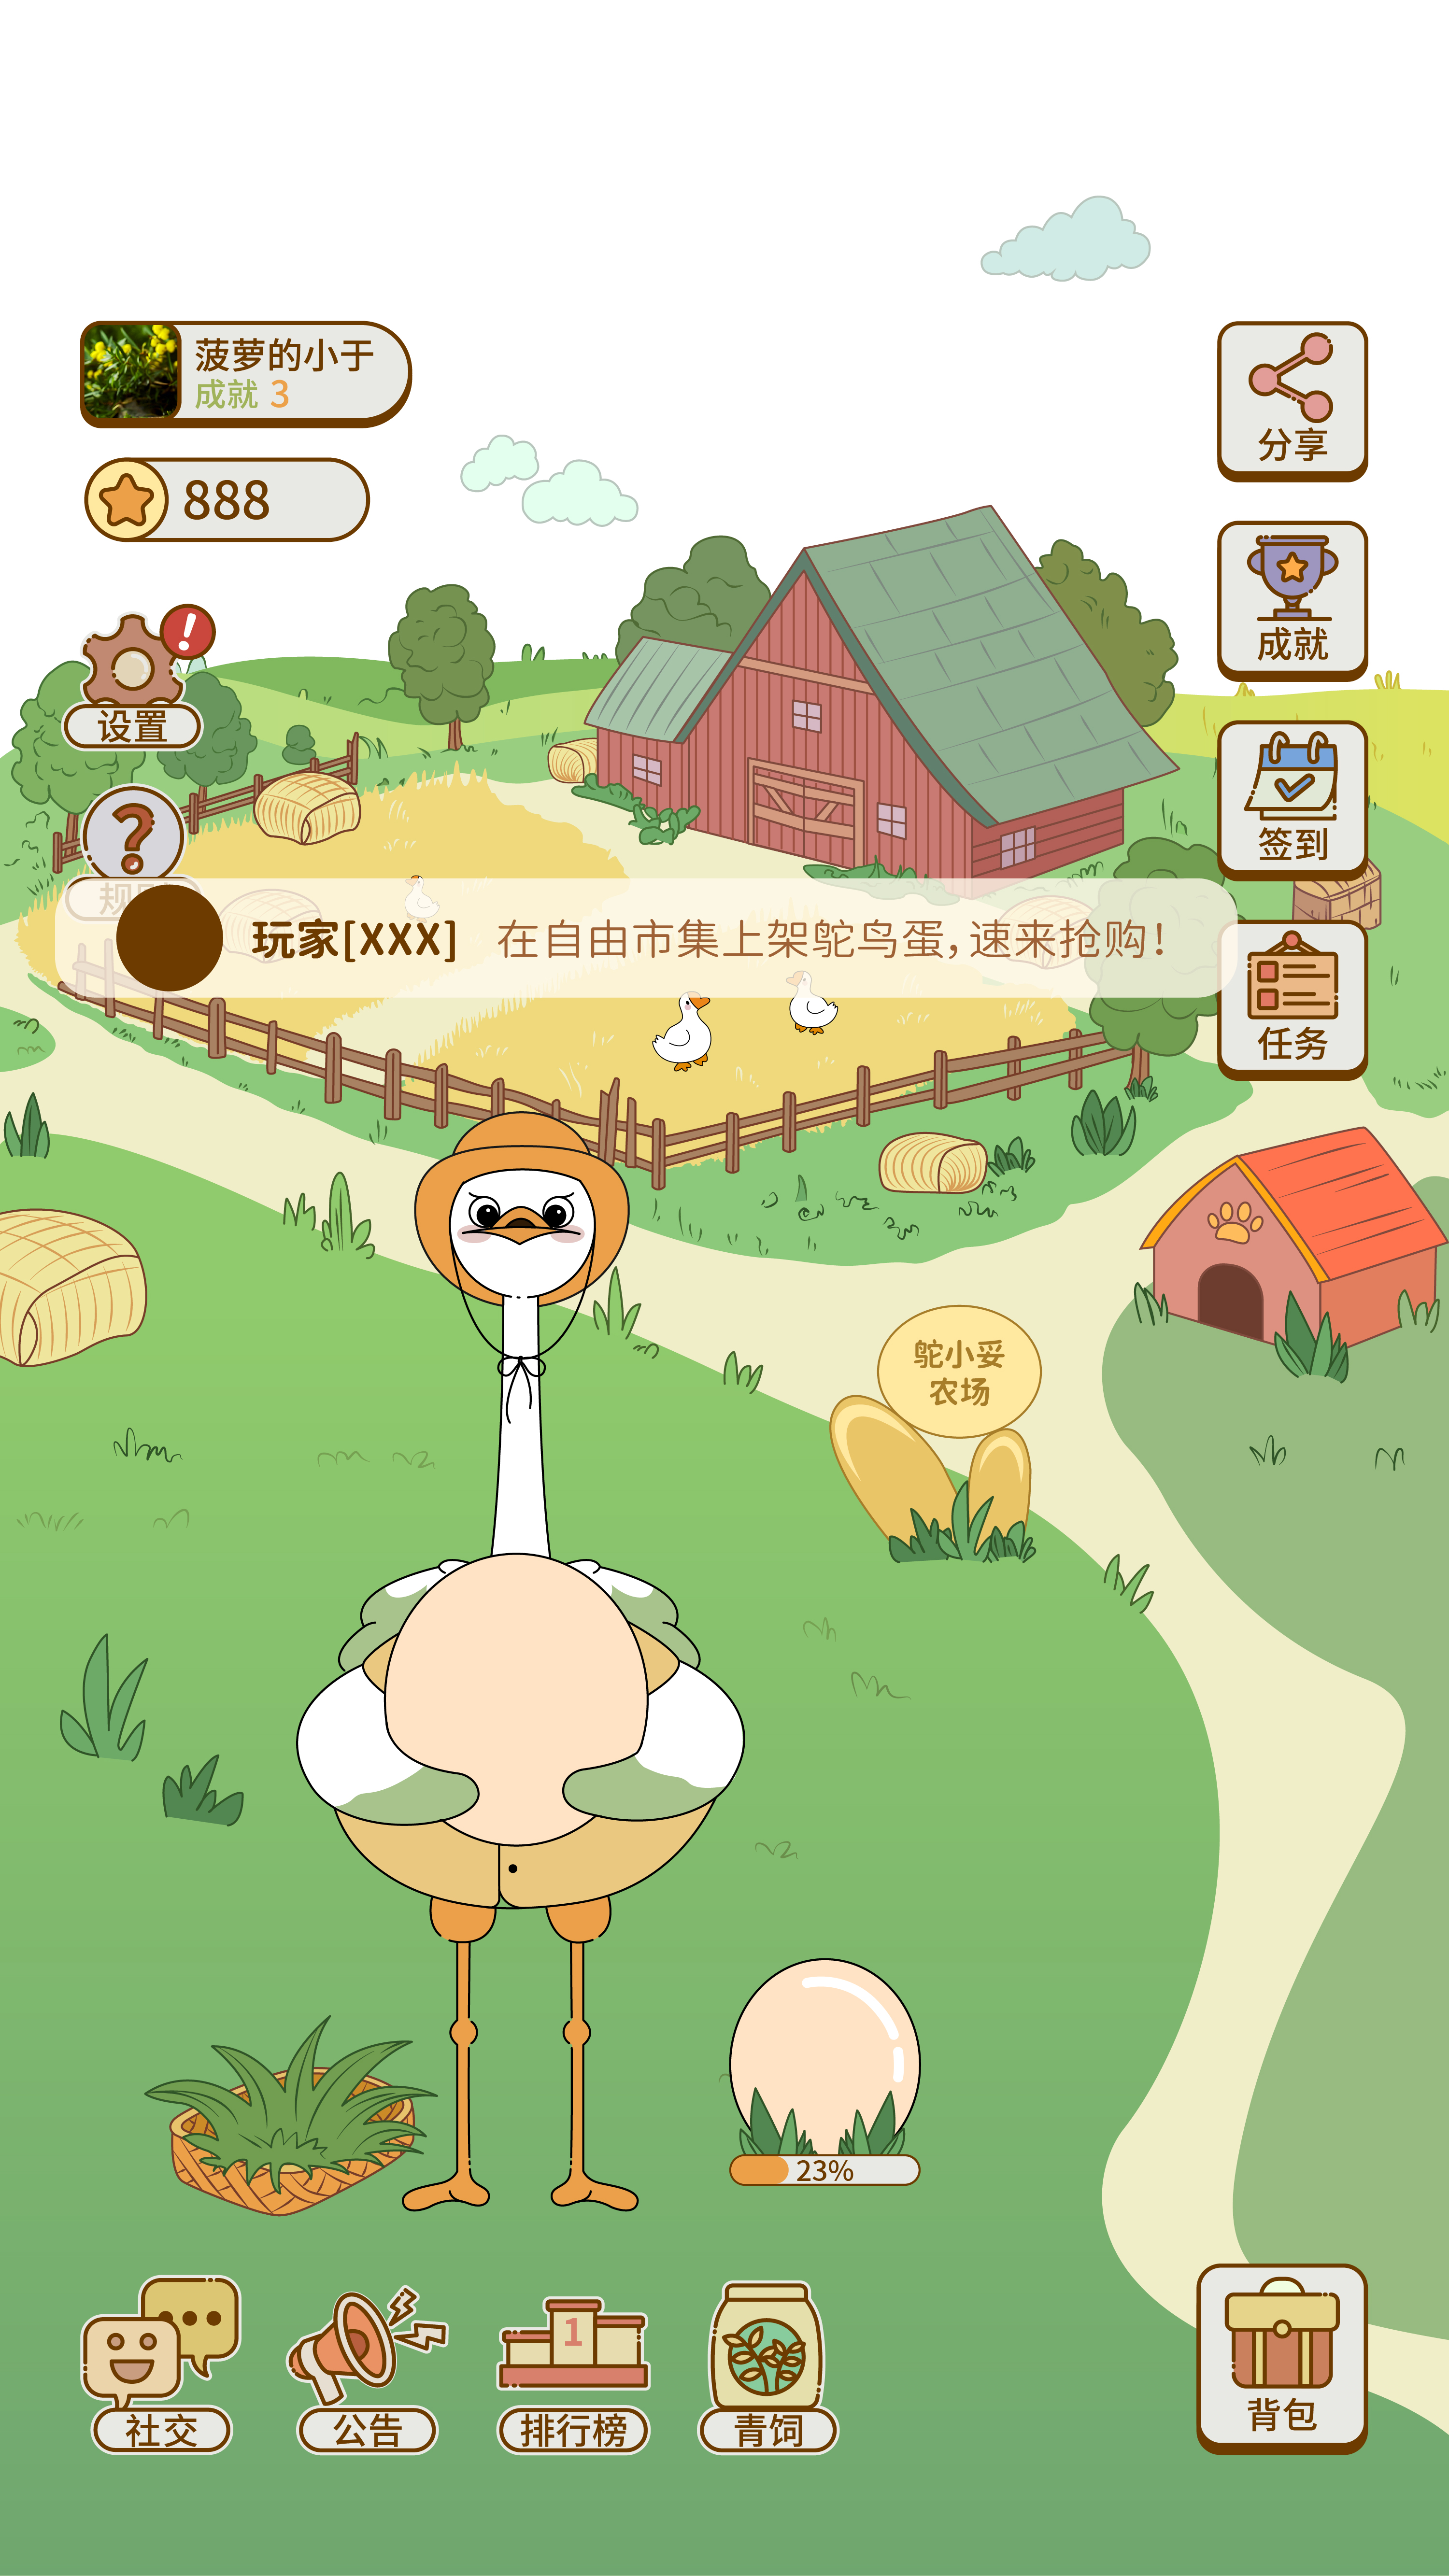 菠萝的小于
成就 3
888
分享
成就
设置
签到
玩家[XXX] 在自由市集上架鸵鸟蛋，速来抢购！
任务
鸵小妥
农场
23%
1
社交
公告
排行榜
青饲
背包